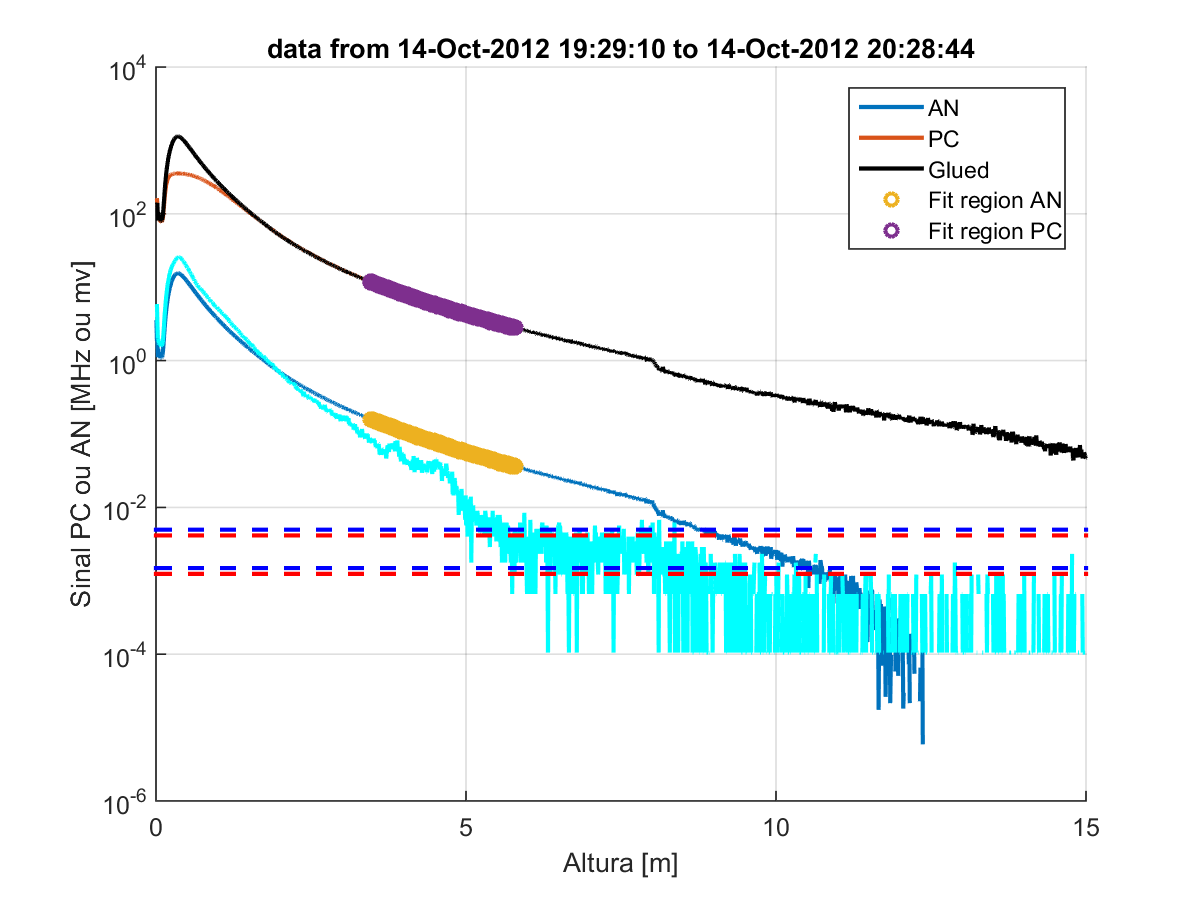 data from 14-Oct-2012 19:29:10 to 14-Oct-2012 20:28:44
AN
PC
Glued
Fit region AN
Fit region PC
Sinal PC ou AN [MHz ou mv]
10^4
10^2
10^0
10^-2
10^-4
10^-6
0
5
10
15
Altura [m]